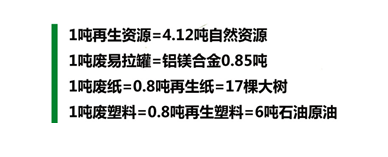 1吨再生资源=4.12吨自然资源
1吨废易拉罐=铝镁合金0.85吨
1吨废纸=0.8吨再生纸=17棵大树
1吨废塑料=0.8吨再生塑料=6吨石油原油